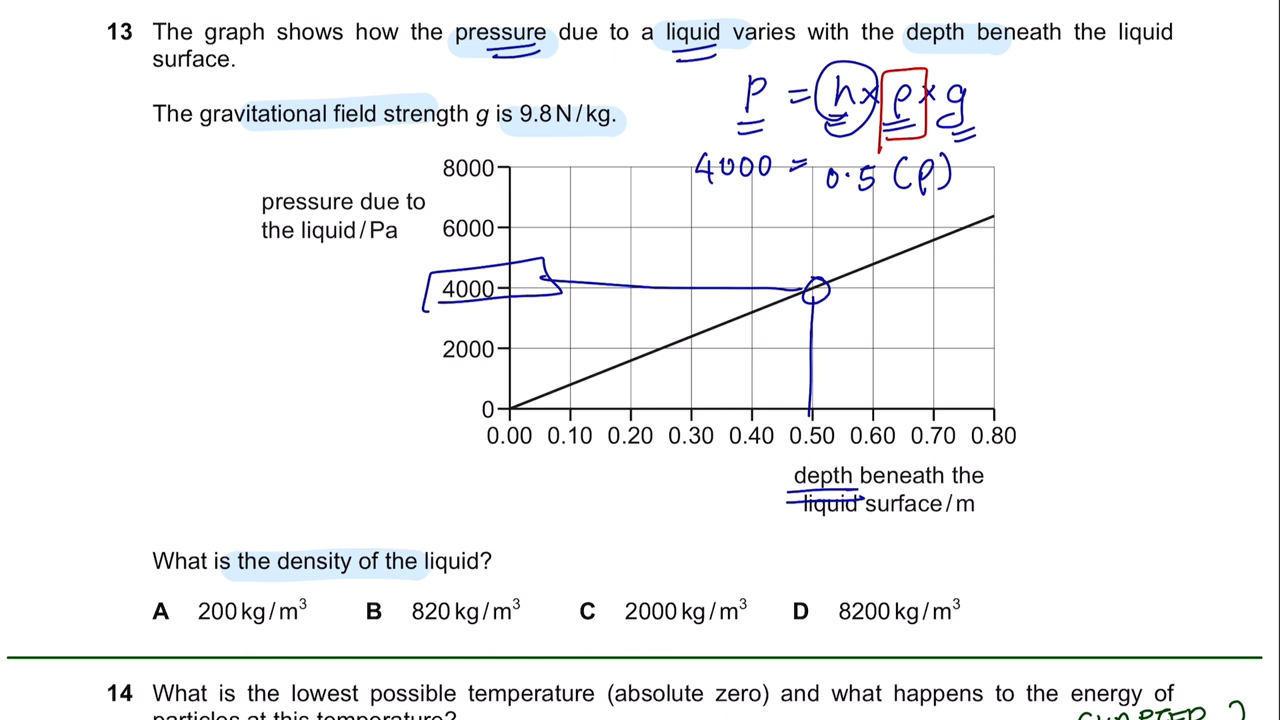 13 The graph shows how the pressure due to a liquid varies with the depth beneath the liquid
surface.
p = h × ρ × g
The gravitational field strength g is 9.8 N / kg.
4000 = 0.5 (ρ)
8000
pressure due to
the liquid / Pa
6000
4000
2000
0
0.00 0.10 0.20 0.30 0.40 0.50 0.60 0.70 0.80
depth beneath the
liquid surface / m
What is the density of the liquid?
A 200 kg / m³ B 820 kg / m³ C 2000 kg / m³ D 8200 kg / m³
14 What is the lowest possible temperature (absolute zero) and what happens to the energy of
particles at this temperature?